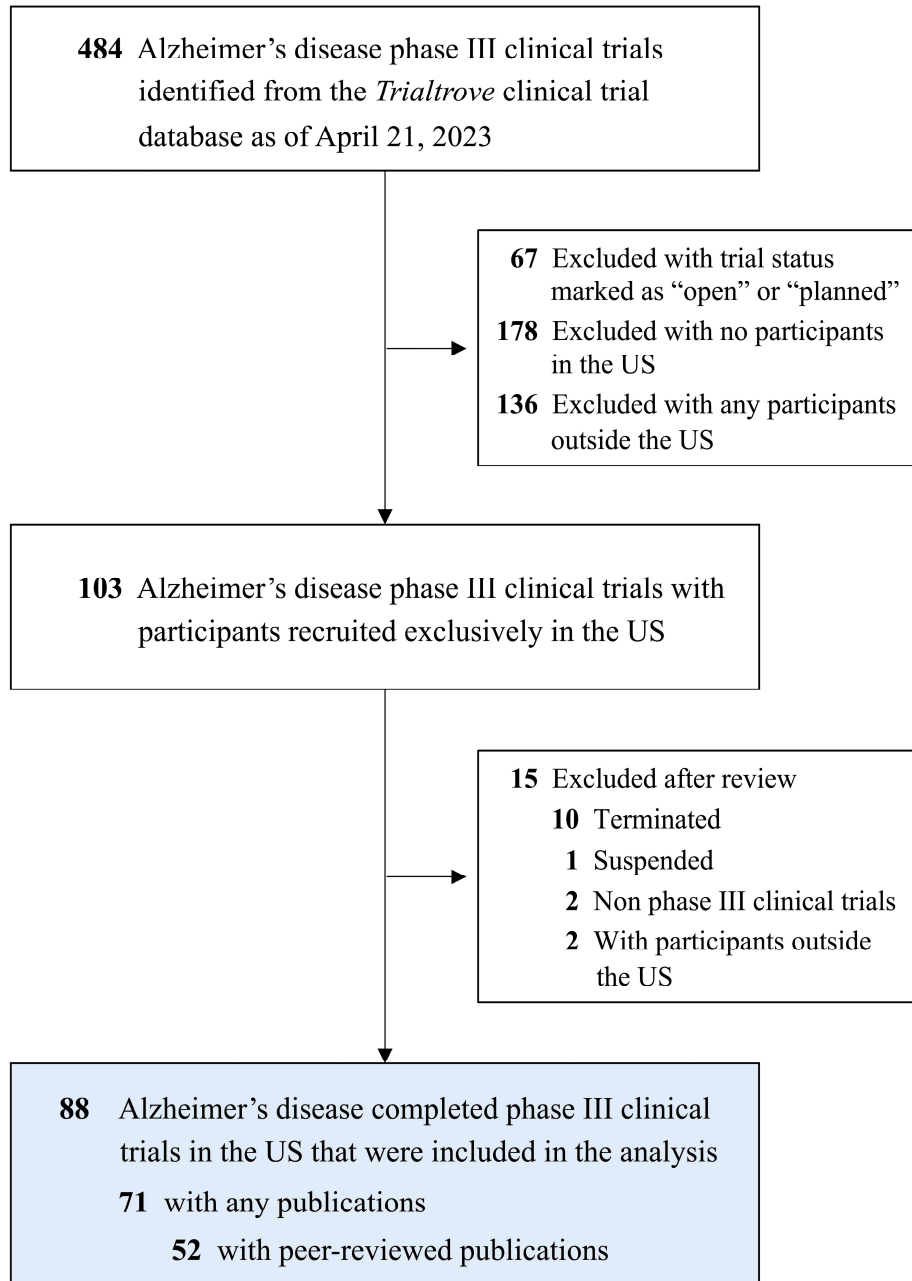 484 Alzheimer’s disease phase III clinical trials
identified from the Trialtrove clinical trial
database as of April 21, 2023
67 Excluded with trial status
marked as “open” or “planned”
178 Excluded with no participants
in the US
136 Excluded with any participants
outside the US
103 Alzheimer’s disease phase III clinical trials with
participants recruited exclusively in the US
15 Excluded after review
10 Terminated
1 Suspended
2 Non phase III clinical trials
2 With participants outside
the US
88 Alzheimer’s disease completed phase III clinical
trials in the US that were included in the analysis
71 with any publications
52 with peer-reviewed publications